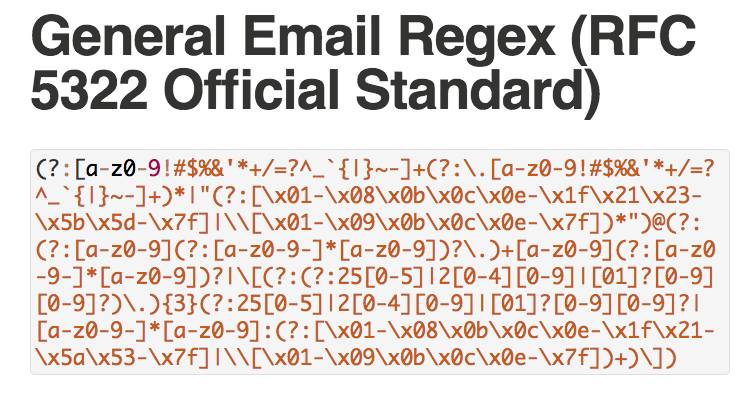 General Email Regex (RFC
5322 Official Standard)
(?:[a-z0-9!#$%&'*+/=?^_`{|}~-]+(?:\.[a-z0-9!#$%&'*+/=?
^_`{|}~-]+)*|"(?:[\x01-\x08\x0b\x0c\x0e-\x1f\x21\x23-
\x5b\x5d-\x7f]|\\[\x01-\x09\x0b\x0c\x0e-\x7f])*")@(?:
(?:[a-z0-9](?:[a-z0-9-]*[a-z0-9])?\.)+[a-z0-9](?:[a-z0
-9-]*[a-z0-9])?|\[(?:(?:25[0-5]|2[0-4][0-9]|[01]?[0-9]
[0-9]?)\.){3}(?:25[0-5]|2[0-4][0-9]|[01]?[0-9][0-9]?|
[a-z0-9-]*[a-z0-9]:(?:[\x01-\x08\x0b\x0c\x0e-\x1f\x21-
\x5a\x53-\x7f]|\\[\x01-\x09\x0b\x0c\x0e-\x7f])+)\])